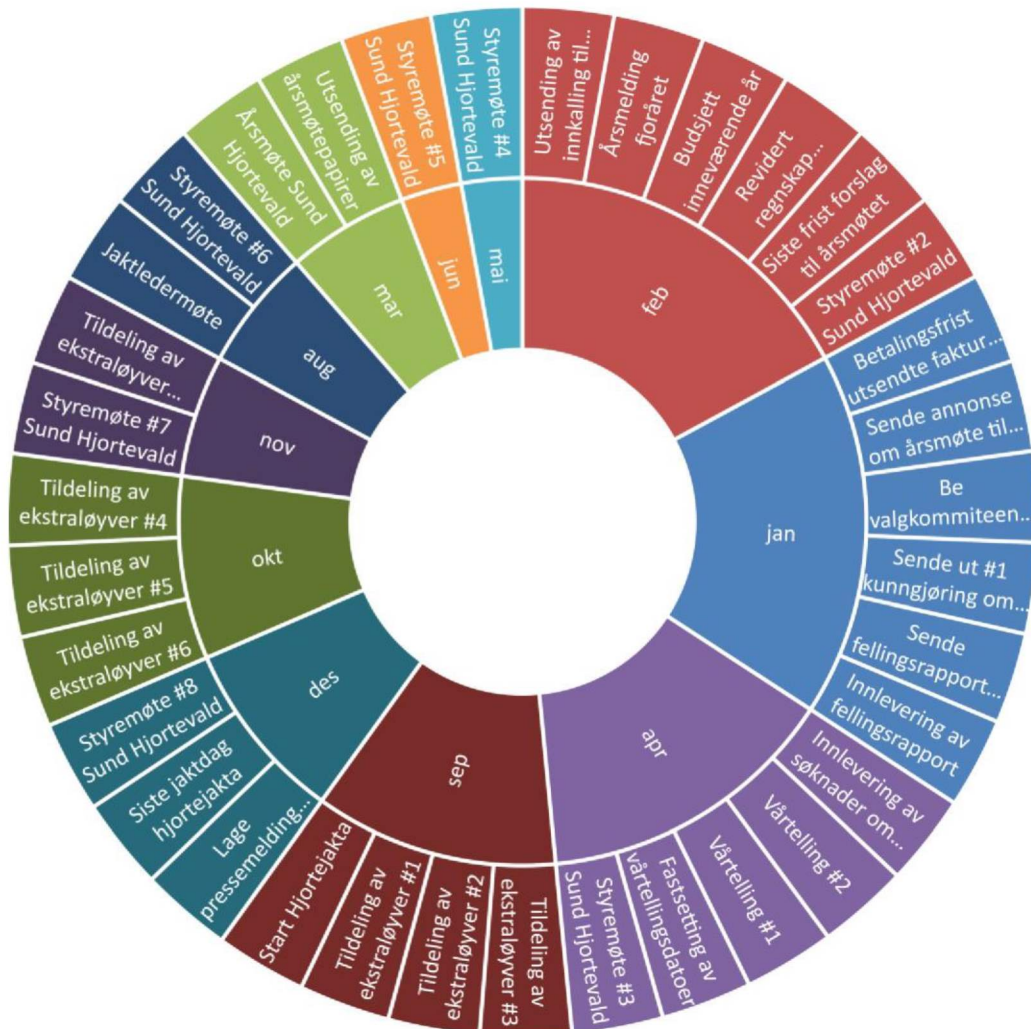 feb
Utsending av
innkalling til...
Årsmelding
fjoråret
Budsjett
inneværende år
Revident
regnskap...
Siste frist forslag
til årsmøtet
Styremøte #2
Sund Hjortevald
jan
Betalingsfrist
utsendte faktur...
Sende annonse
om årsmøte til...
Be
valgkommiteen...
Sende ut #1
kunngjøring om...
Sende
fellingsrapport...
Innlevering av
fellingsrapport
apr
Innlevering av
søknader om...
Vårtelling #2
Vårtelling #1
Fastsetting av
vårtellingsdatoer
Styremøte #3
Sund Hjortevald
sep
Tildeling av
ekstraløyver #3
Tildeling av
ekstraløyver #2
Tildeling av
ekstraløyver #1
Start Hjortejakta
des
Lage
pressemelding...
Siste jaktdag
hjortejakta
Styremøte #8
Sund Hjortevald
okt
Tildeling av
ekstraløyver #6
Tildeling av
ekstraløyver #5
Tildeling av
ekstraløyver #4
nov
Styremøte #7
Sund Hjortevald
Tildeling av
ekstraløyver...
aug
Jaktledermøte
Styremøte #6
Sund Hjortevald
mar
Årsmøte Sund
Hjortevald
Utsending av
årsmøtepapirer
jun
Styremøte #5
Sund Hjortevald
mai
Styremøte #4
Sund Hjortevald